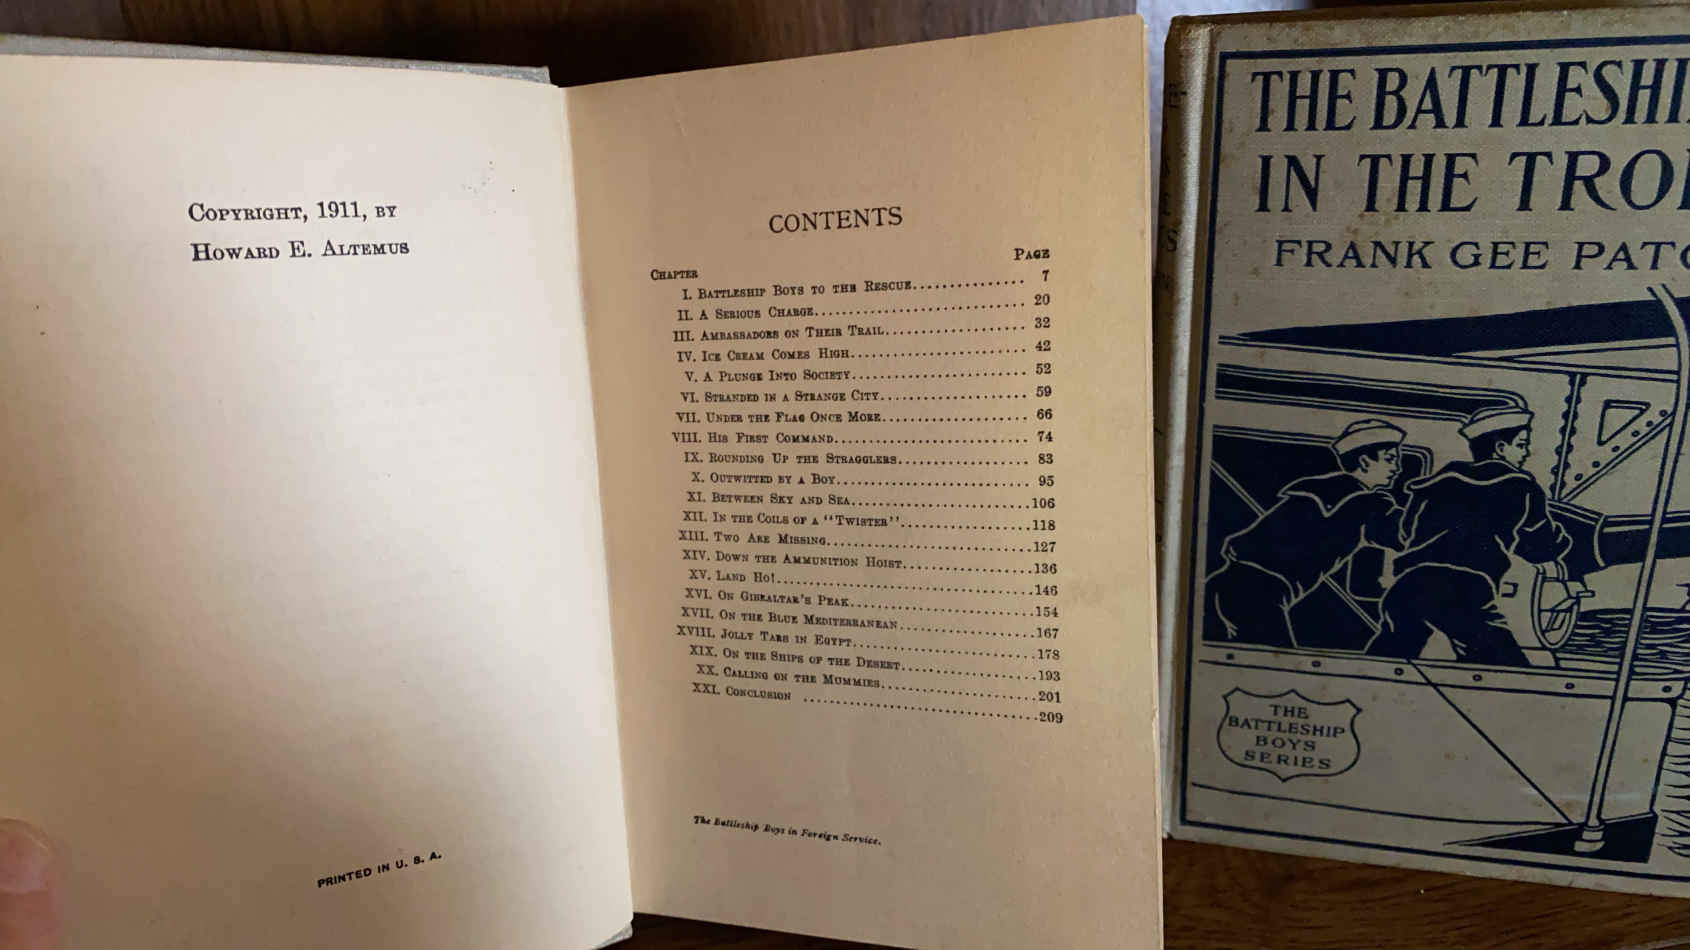 COPYRIGHT, 1911, BY
HOWARD E. ALTEMUS
PRINTED IN U. S. A.
CONTENTS
CHAPTER PAGE
I. BATTLESHIP BOYS TO THE RESCUE 7
II. A SERIOUS CHARGE 20
III. AMBASSADORS ON THEIR TRAIL 32
IV. ICE CREAM COMES HIGH 42
V. A PLUNGE INTO SOCIETY 52
VI. STRANDED IN A STRANGE CITY 59
VII. UNDER THE FLAG ONCE MORE 66
VIII. HIS FIRST COMMAND 74
IX. ROUNDING UP THE STRAGGLERS 83
X. OUTWITTED BY A BOY 95
XI. BETWEEN SKY AND SEA 106
XII. IN THE COILS OF A "TWISTER" 118
XIII. TWO ARE MISSING 127
XIV. DOWN THE AMMUNITION HOIST 136
XV. LAND HO! 146
XVI. ON GIBRALTAR'S PEAK 154
XVII. ON THE BLUE MEDITERRANEAN 167
XVIII. JOLLY TARS IN EGYPT 178
XIX. ON THE SHIPS OF THE DESERT 193
XX. CALLING ON THE MUMMIES 201
XXI. CONCLUSION 209
The Battleship Boys in Foreign Service.
THE BATTLESHIP
IN THE TRO
FRANK GEE PATC
THE
BATTLESHIP
BOYS
SERIES